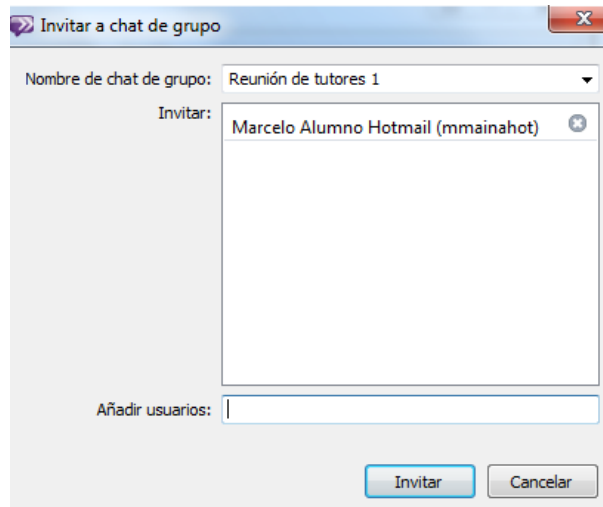 Invitar a chat de grupo
Nombre de chat de grupo: Reunión de tutores 1
Invitar:
Marcelo Alumno Hotmail (mmainahot)
Añadir usuarios:
Invitar Cancelar